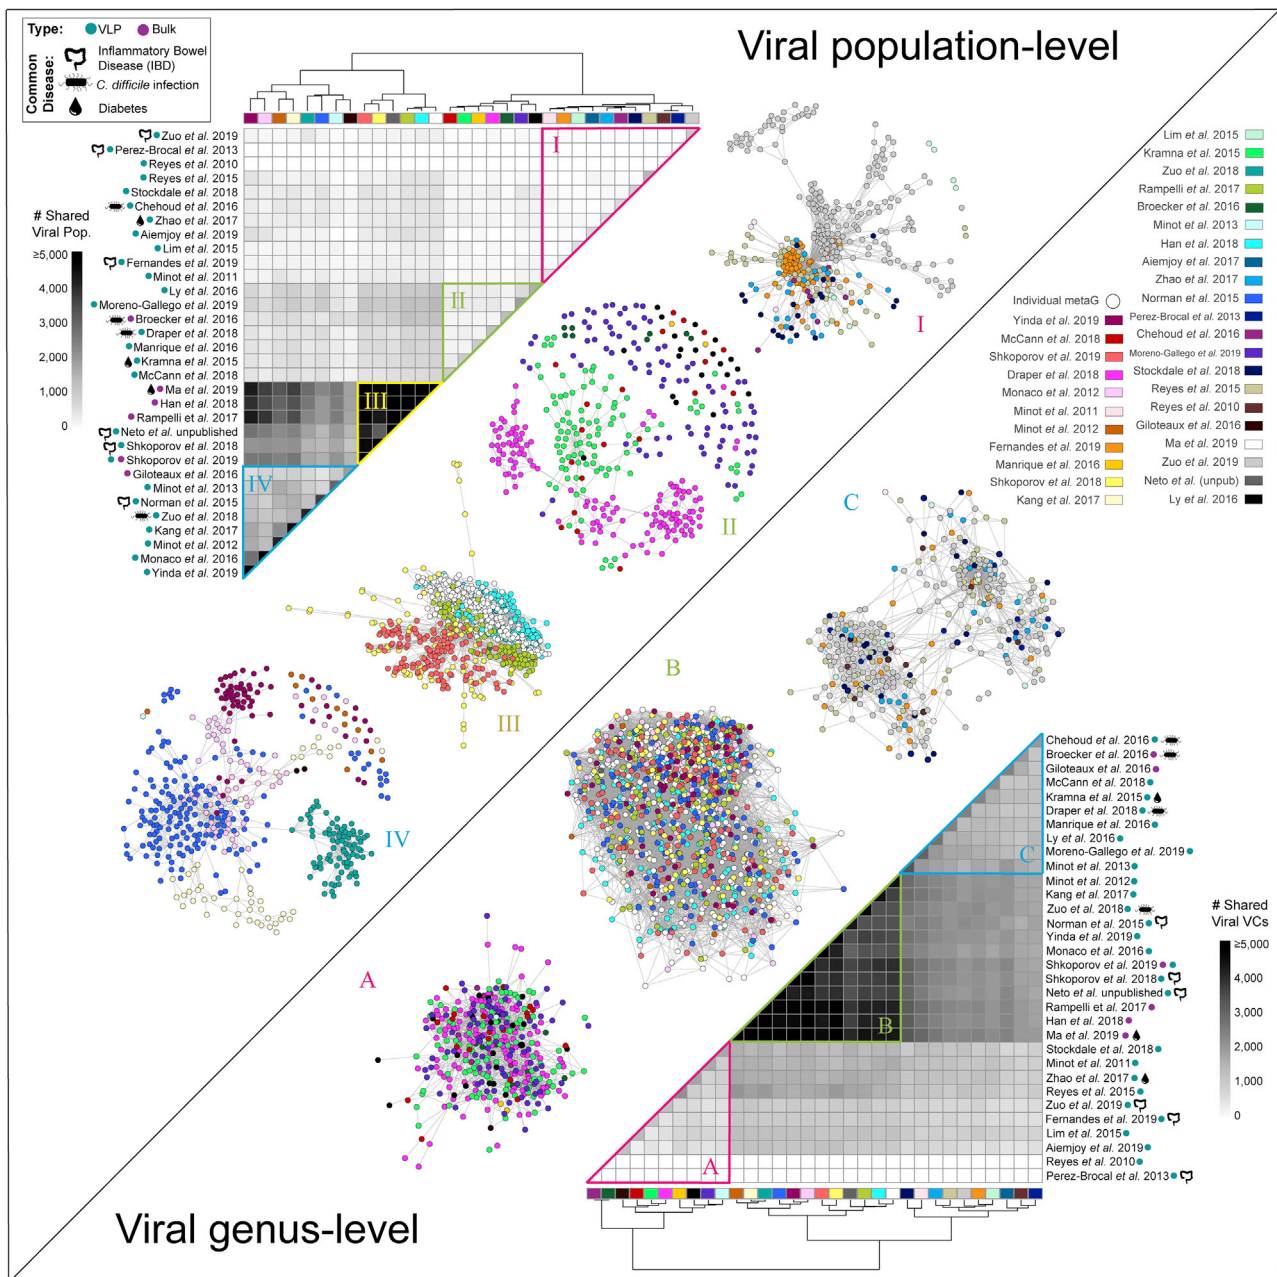 Type: VLP Bulk
Common Disease:
Inflammatory Bowel
Disease (IBD)
C. difficile infection
Diabetes
Viral population-level
Zuo et al. 2019
Perez-Brocal et al. 2013
Reyes et al. 2010
Reyes et al. 2015
Stockdale et al. 2018
Chehoud et al. 2016
Zhao et al. 2017
Aiemjoy et al. 2019
Lim et al. 2015
Fernandes et al. 2019
Minot et al. 2011
Ly et al. 2016
Moreno-Gallego et al. 2019
Broecker et al. 2016
Draper et al. 2018
Manrique et al. 2016
Kramna et al. 2015
McCann et al. 2018
Ma et al. 2019
Han et al. 2018
Rampelli et al. 2017
Neto et al. unpublished
Shkoporov et al. 2018
Shkoporov et al. 2019
Giloteaux et al. 2016
Minot et al. 2013
Norman et al. 2015
Zuo et al. 2018
Kang et al. 2017
Minot et al. 2012
Monaco et al. 2016
Yinda et al. 2019
# Shared
Viral Pop.
≥5,000
4,000
3,000
2,000
1,000
0
I
II
III
IV
I
II
III
IV
Lim et al. 2015
Kramna et al. 2015
Zuo et al. 2018
Rampelli et al. 2017
Broecker et al. 2016
Minot et al. 2013
Han et al. 2018
Aiemjoy et al. 2017
Zhao et al. 2017
Norman et al. 2015
Perez-Brocal et al. 2013
Chehoud et al. 2016
Moreno-Gallego et al. 2019
Stockdale et al. 2018
Reyes et al. 2015
Reyes et al. 2010
Giloteaux et al. 2016
Ma et al. 2019
Zuo et al. 2019
Neto et al. (unpub)
Ly et al. 2016
Individual metaG
Yinda et al. 2019
McCann et al. 2018
Shkoporov et al. 2019
Draper et al. 2018
Monaco et al. 2012
Minot et al. 2011
Minot et al. 2012
Fernandes et al. 2019
Manrique et al. 2016
Shkoporov et al. 2018
Kang et al. 2017
C
B
A
Chehoud et al. 2016
Broecker et al. 2016
Giloteaux et al. 2016
McCann et al. 2018
Kramna et al. 2015
Draper et al. 2018
Manrique et al. 2016
Ly et al. 2016
Moreno-Gallego et al. 2019
Minot et al. 2013
Minot et al. 2012
Kang et al. 2017
Zuo et al. 2018
Norman et al. 2015
Yinda et al. 2019
Monaco et al. 2016
Shkoporov et al. 2019
Shkoporov et al. 2018
Neto et al. unpublished
Rampelli et al. 2017
Han et al. 2018
Ma et al. 2019
Stockdale et al. 2018
Minot et al. 2011
Zhao et al. 2017
Reyes et al. 2015
Zuo et al. 2019
Fernandes et al. 2019
Lim et al. 2015
Aiemjoy et al. 2019
Reyes et al. 2010
Perez-Brocal et al. 2013
C
B
A
# Shared
Viral VCs
≥5,000
4,000
3,000
2,000
1,000
0
Viral genus-level